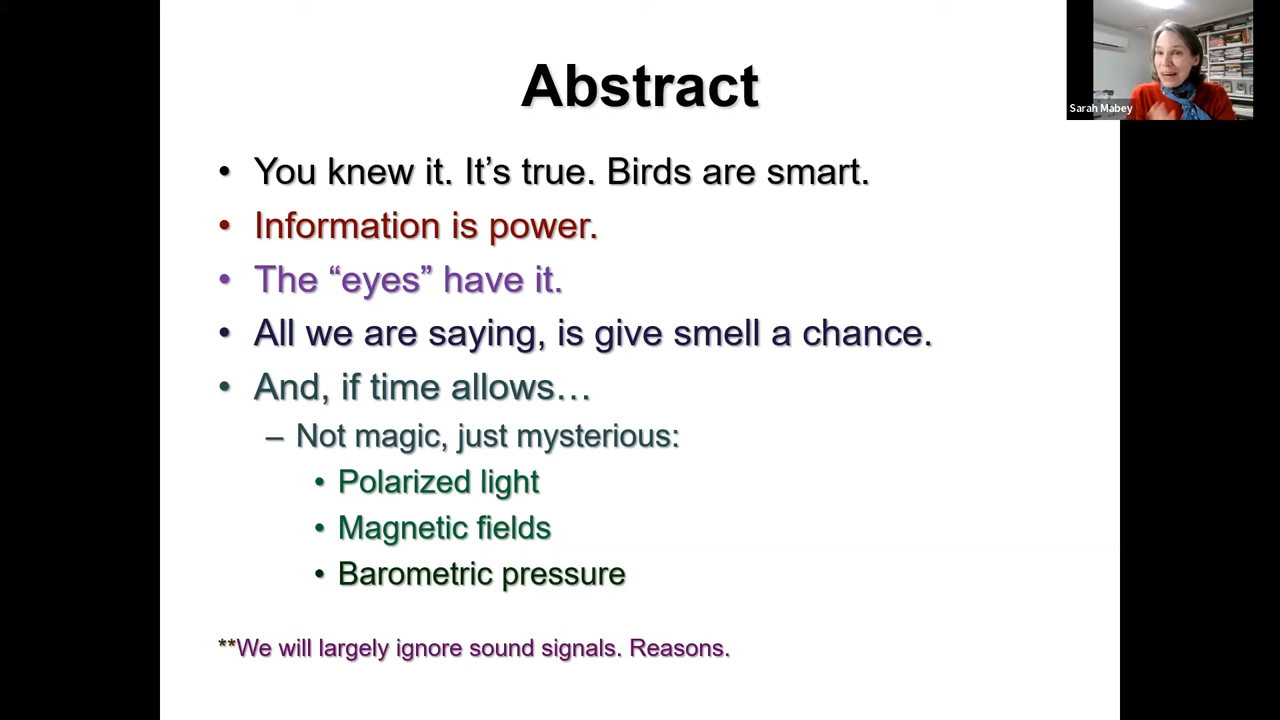 Abstract
Sarah Mabey
• You knew it. It’s true. Birds are smart.
• Information is power.
• The “eyes” have it.
• All we are saying, is give smell a chance.
• And, if time allows…
– Not magic, just mysterious:
• Polarized light
• Magnetic fields
• Barometric pressure
**We will largely ignore sound signals. Reasons.